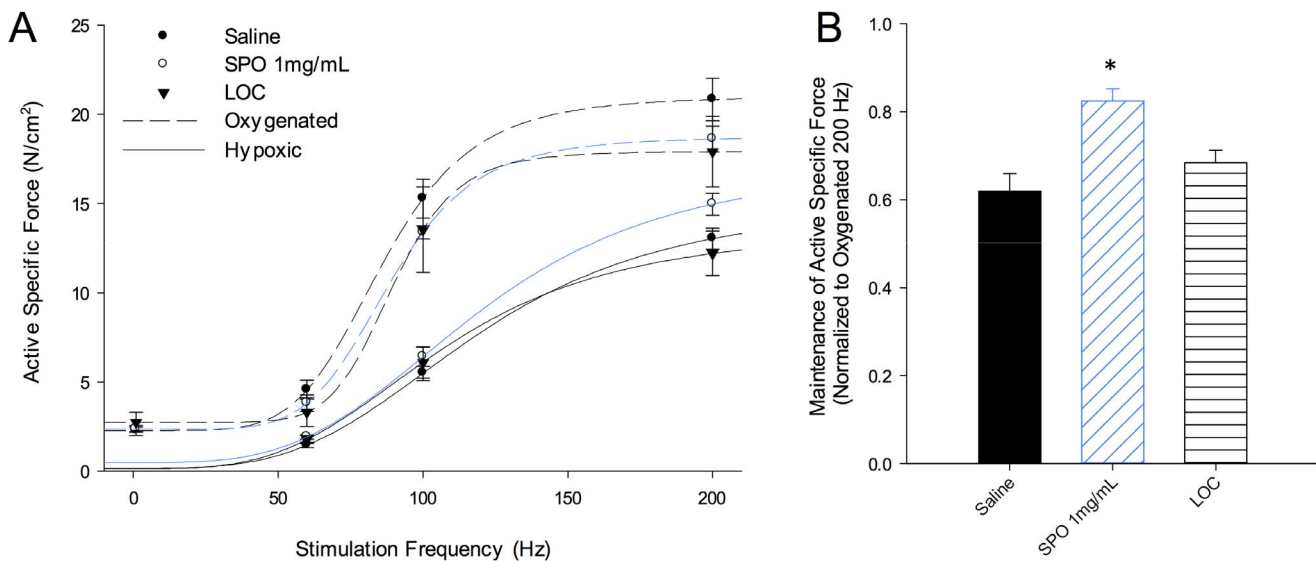 A
Active Specific Force (N/cm²)
25
20
15
10
5
0
Saline
SPO 1mg/mL
LOC
Oxygenated
Hypoxic
0
50
100
150
200
Stimulation Frequency (Hz)
B
Maintenance of Active Specific Force
(Normalized to Oxygenated 200 Hz)
1.0
0.8
0.6
0.4
0.2
0.0
*
Saline
SPO 1mg/mL
LOC